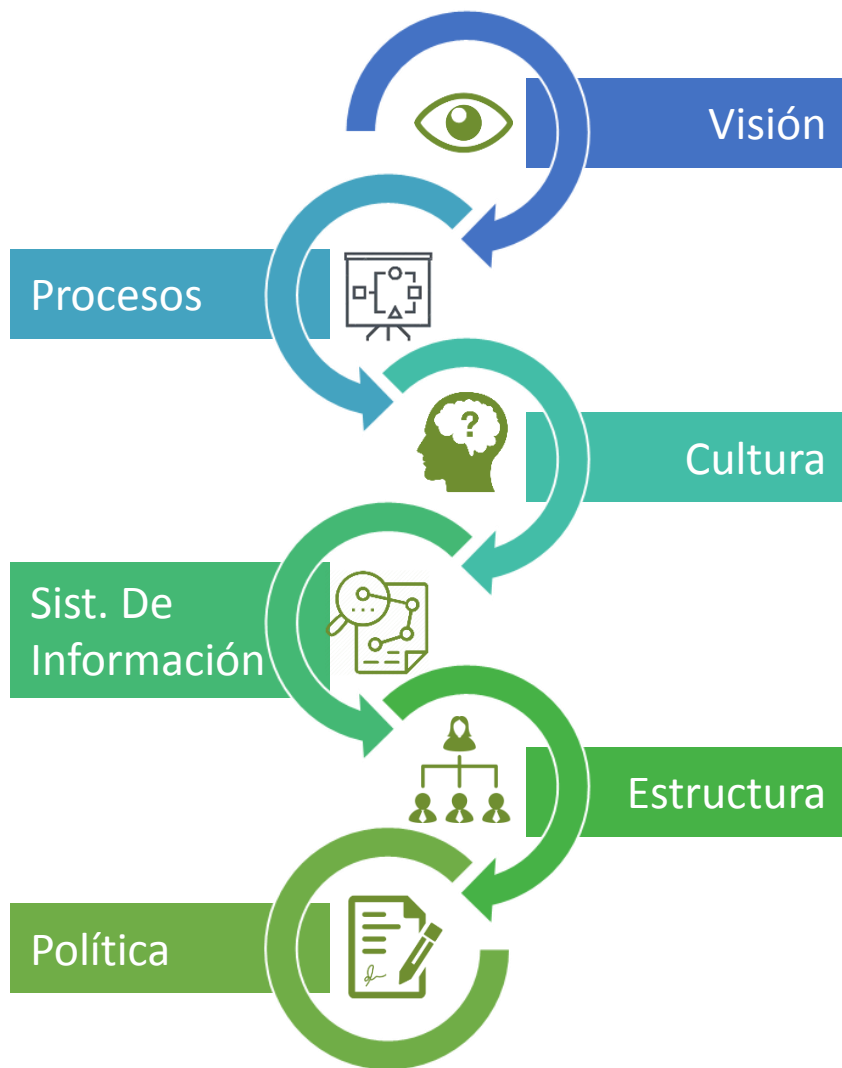 Visión
Procesos
?
Cultura
Sist. De
Información
Estructura
Política